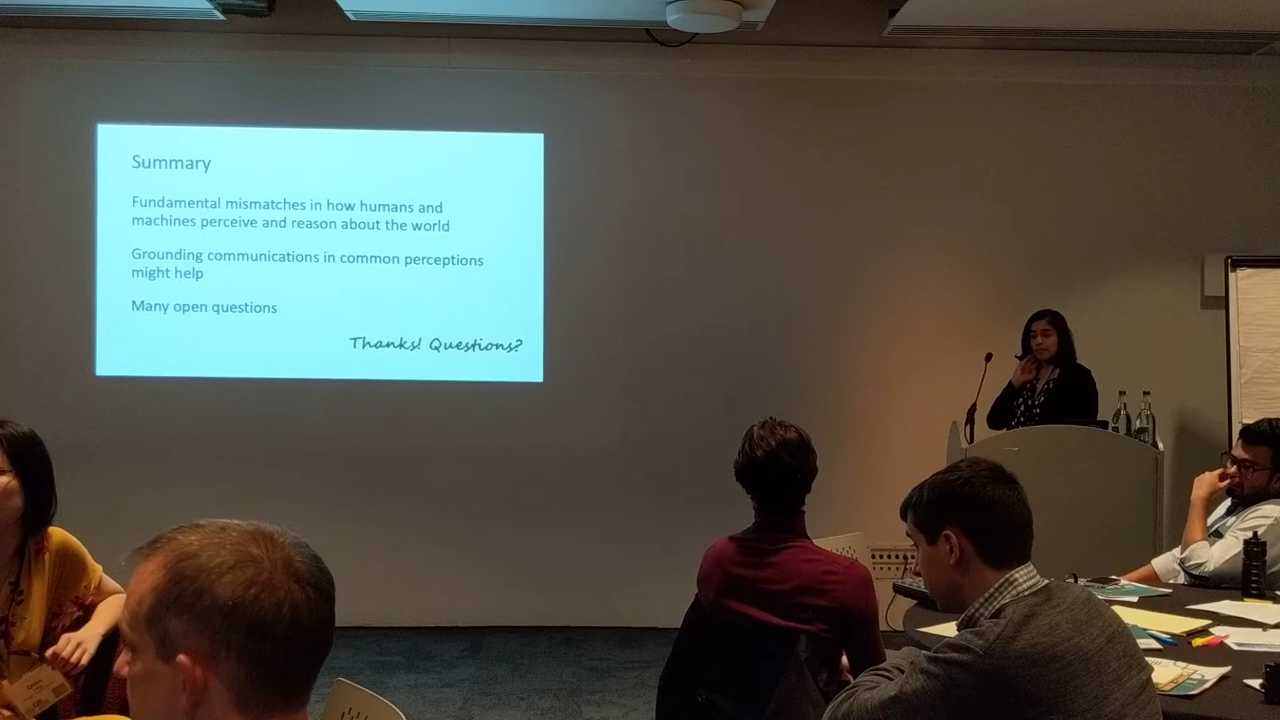 Summary
Fundamental mismatches in how humans and
machines perceive and reason about the world
Grounding communications in common perceptions
might help
Many open questions
Thanks! Questions?